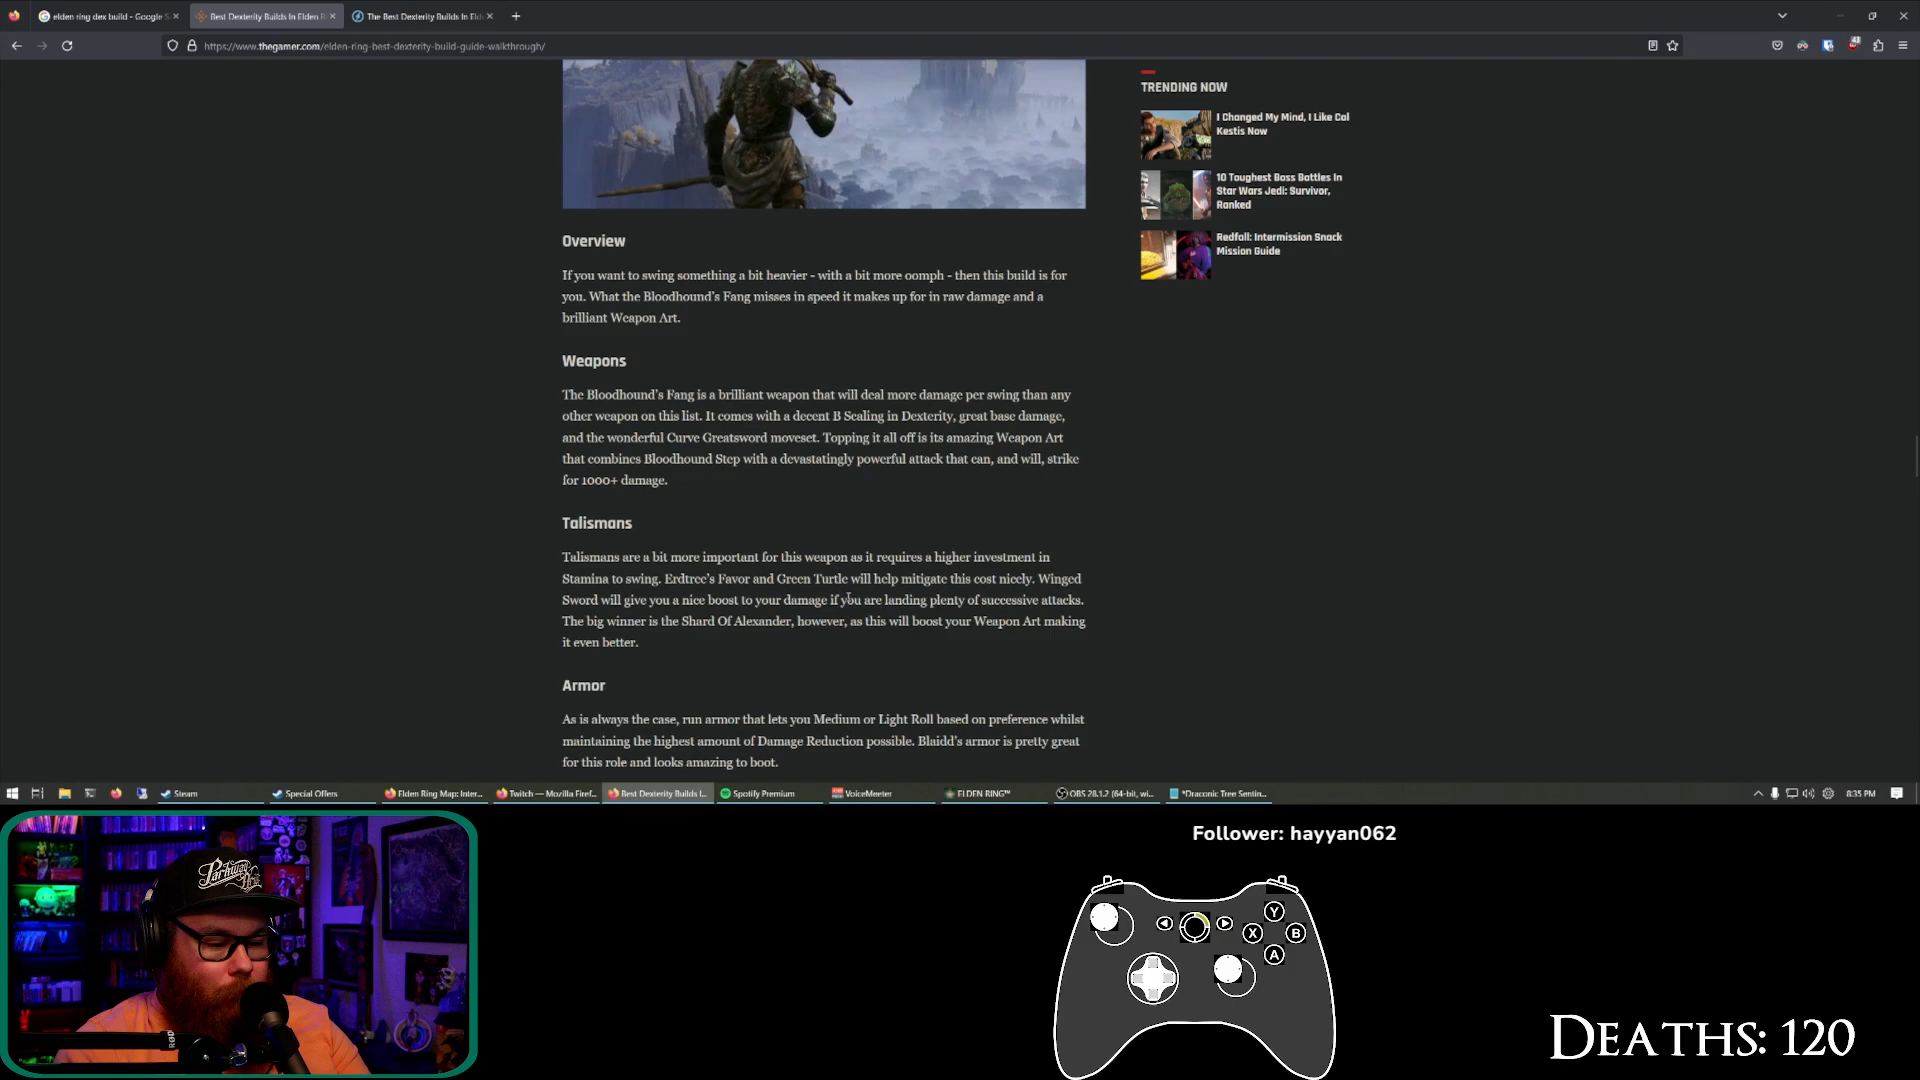 elden ring dex build - Google S
Best Dexterity Builds In Elden R
The Best Dexterity Builds In Eld
https://www.thegamer.com/elden-ring-best-dexterity-build-guide-walkthrough/
TRENDING NOW
I Changed My Mind, I Like Cal
Kestis Now
10 Toughest Boss Battles In
Star Wars Jedi: Survivor,
Ranked
Redfall: Intermission Snack
Mission Guide
Overview
If you want to swing something a bit heavier - with a bit more oomph - then this build is for
you. What the Bloodhound's Fang misses in speed it makes up for in raw damage and a
brilliant Weapon Art.
Weapons
The Bloodhound's Fang is a brilliant weapon that will deal more damage per swing than any
other weapon on this list. It comes with a decent B Scaling in Dexterity, great base damage,
and the wonderful Curve Greatsword moveset. Topping it all off is its amazing Weapon Art
that combines Bloodhound Step with a devastatingly powerful attack that can, and will, strike
for 1000+ damage.
Talismans
Talismans are a bit more important for this weapon as it requires a higher investment in
Stamina to swing. Erdtree's Favor and Green Turtle will help mitigate this cost nicely. Winged
Sword will give you a nice boost to your damage if you are landing plenty of successive attacks.
The big winner is the Shard Of Alexander, however, as this will boost your Weapon Art making
it even better.
Armor
As is always the case, run armor that lets you Medium or Light Roll based on preference whilst
maintaining the highest amount of Damage Reduction possible. Blaidd's armor is pretty great
for this role and looks amazing to boot.
Steam
Special Offers
Elden Ring Map: Inter...
Twitch — Mozilla Firef...
Best Dexterity Builds I...
Spotify Premium
VoiceMeeter
ELDEN RING™
OBS 28.1.2 (64-bit, wi...
*Draconic Tree Sentin...
8:35 PM
Follower: hayyan062
Y
X
B
A
Parkway
Drive
RØD
DEATHS: 120